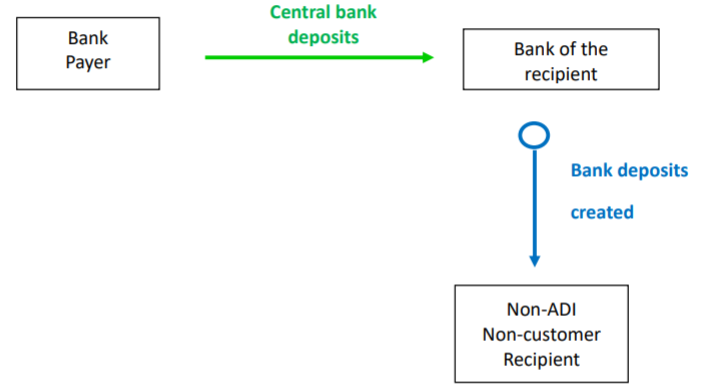 Central bank
deposits
Bank
Payer
Bank of the
recipient
Bank deposits
created
Non-ADI
Non-customer
Recipient